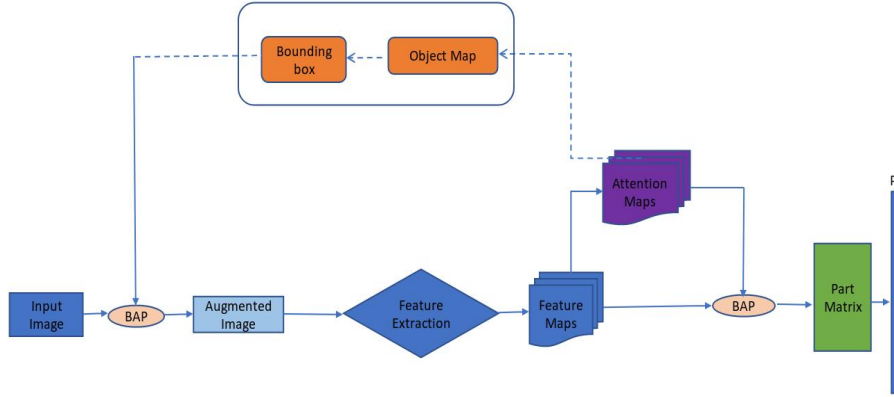 Bounding
box
Object Map
Attention
Maps
P
Input
Image
BAP
Augmented
Image
Feature
Extraction
Feature
Maps
BAP
Part
Matrix